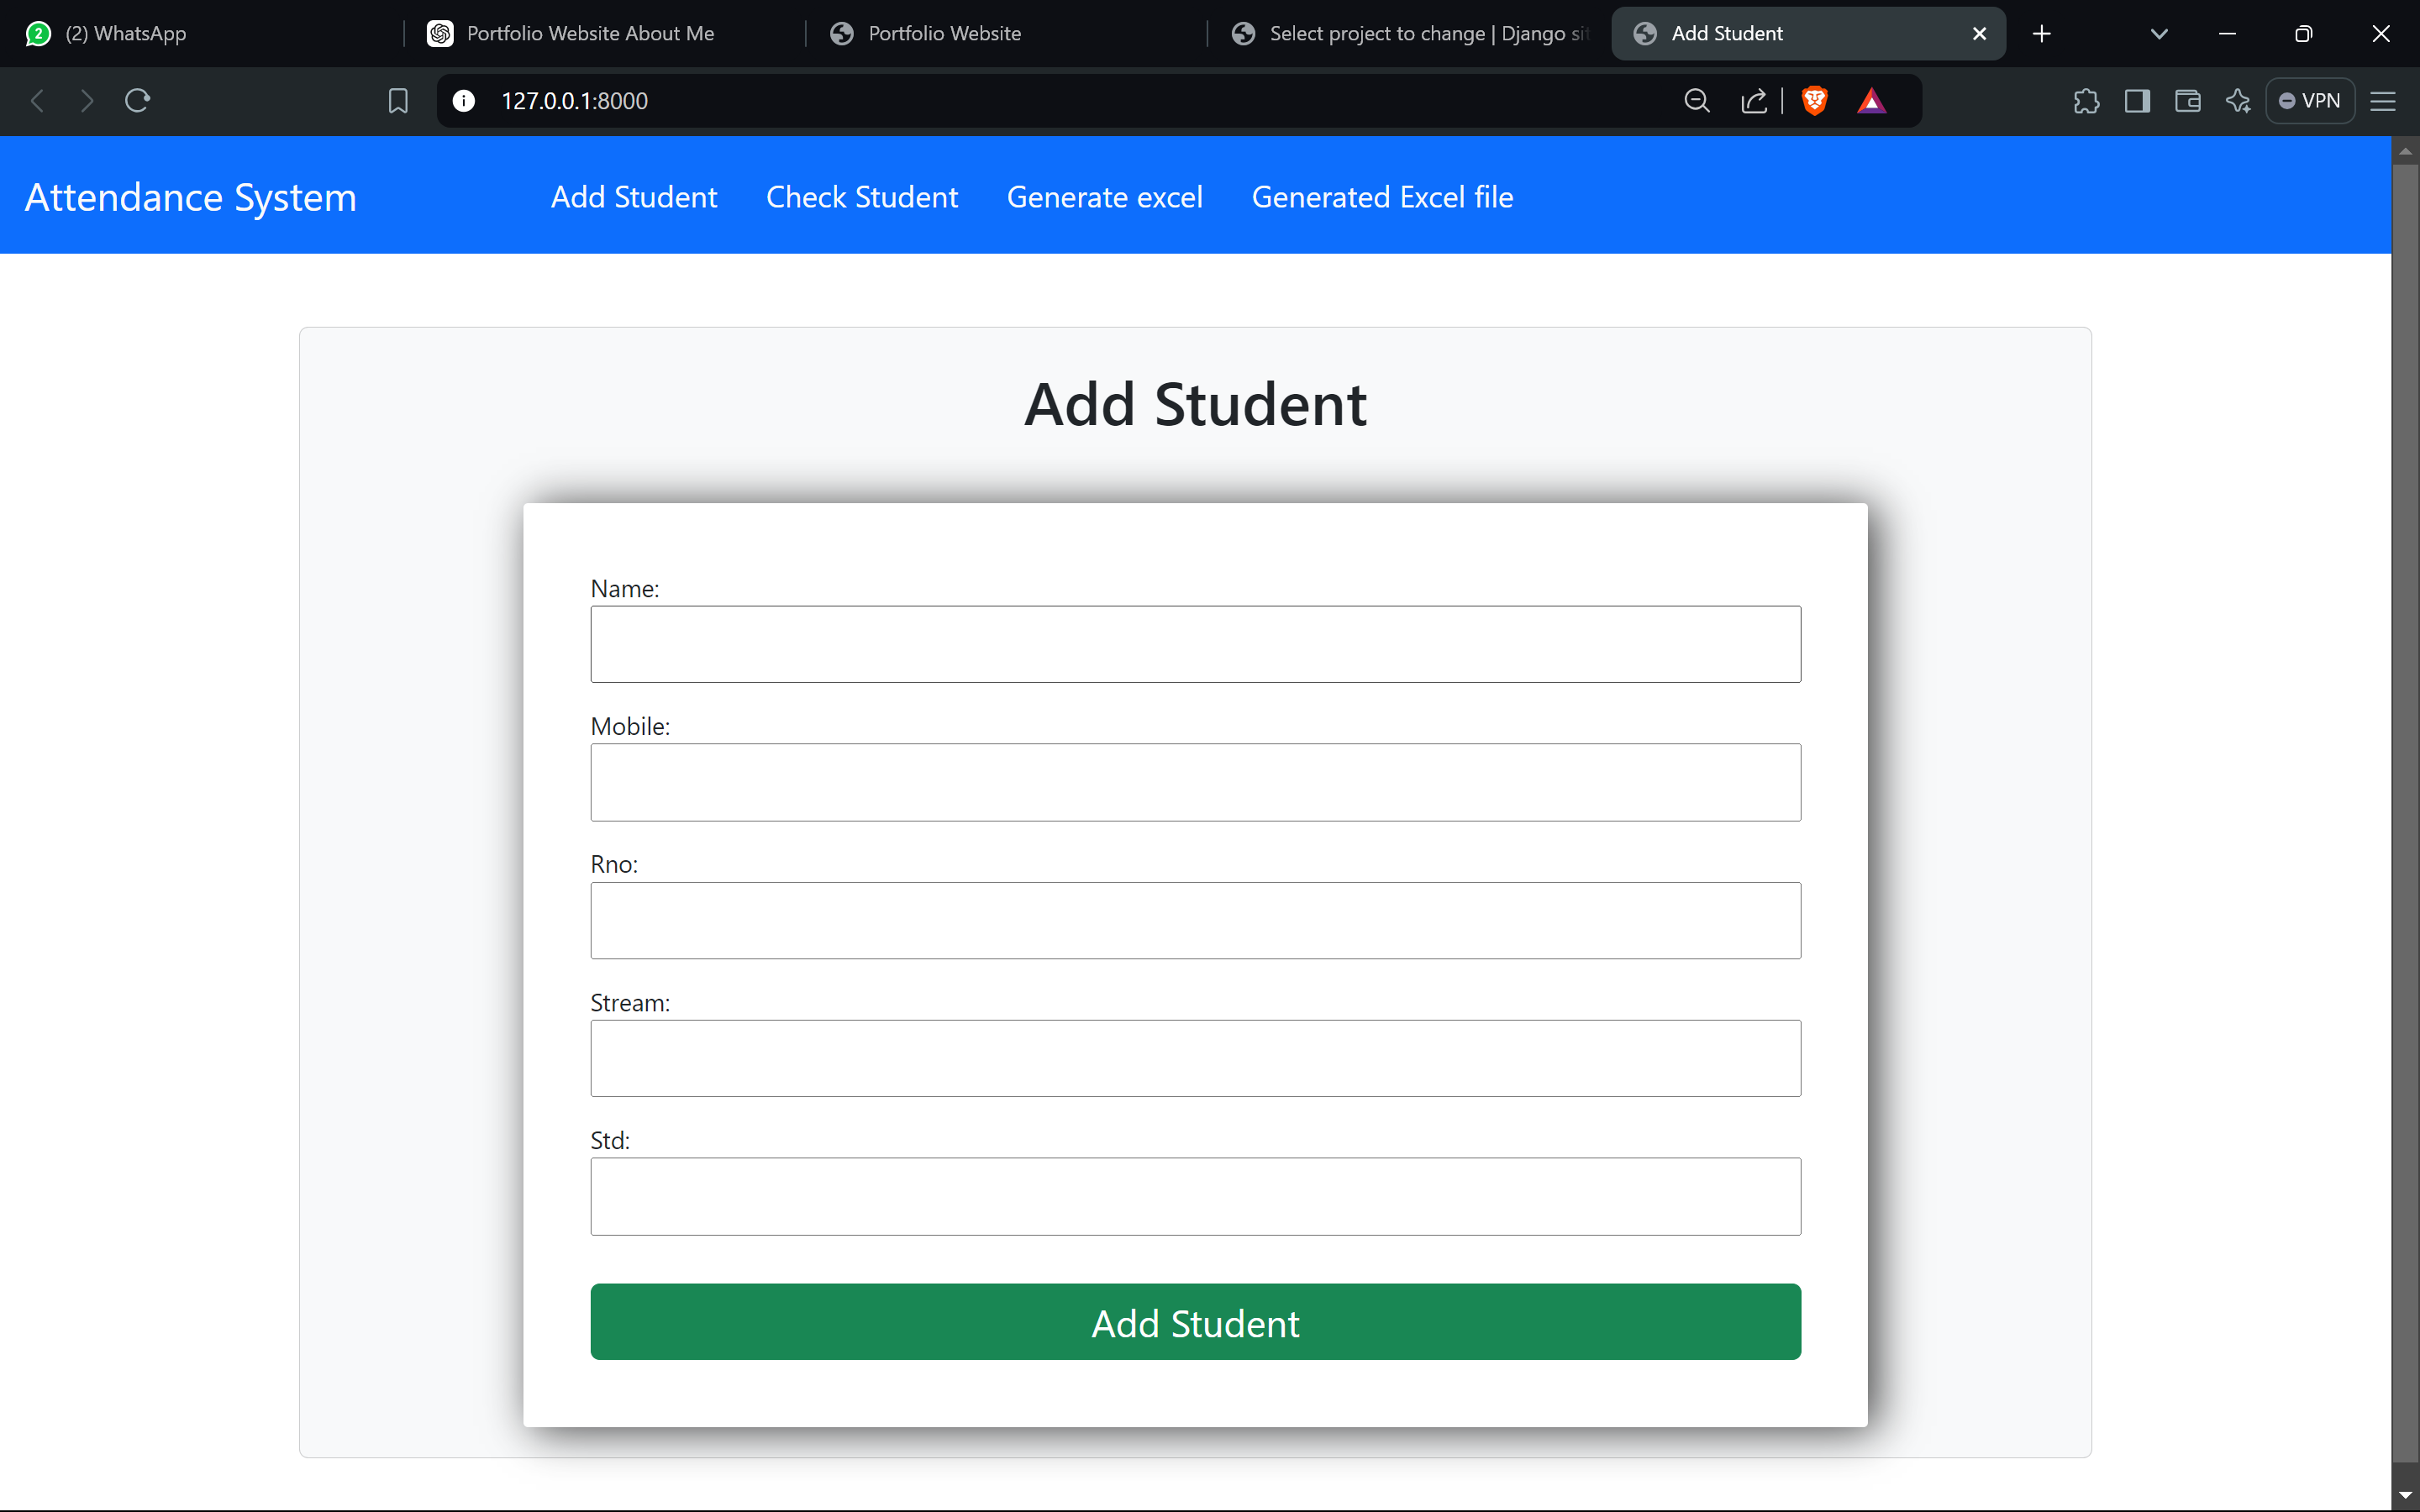 2 (2) WhatsApp Portfolio Website About Me Portfolio Website Select project to change | Django sit Add Student
127.0.0.1:8000 VPN
Attendance System Add Student Check Student Generate excel Generated Excel file
Add Student
Name:
Mobile:
Rno:
Stream:
Std:
Add Student